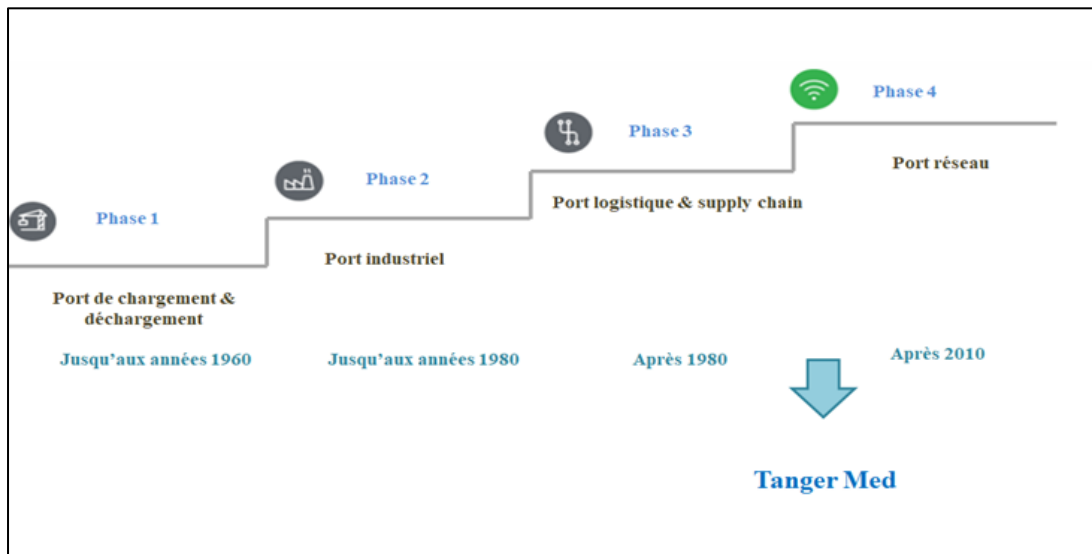 Phase 1
Port de chargement &
déchargement
Jusqu'aux années 1960
Phase 2
Port industriel
Jusqu'aux années 1980
Phase 3
Port logistique & supply chain
Après 1980
Phase 4
Port réseau
Après 2010
Tanger Med